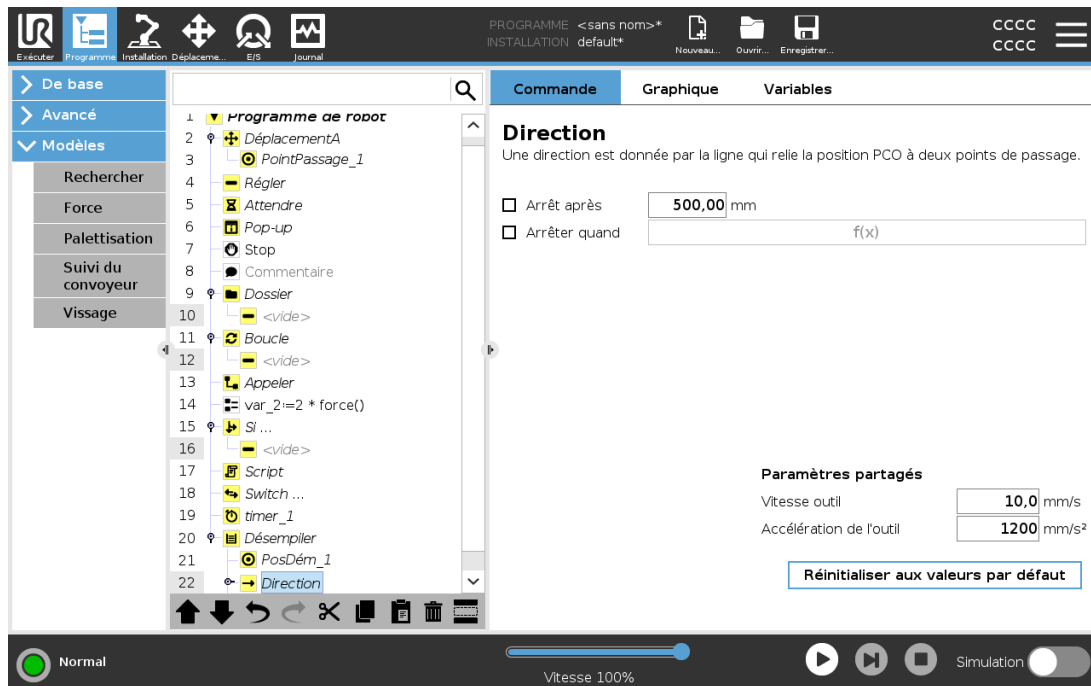 PROGRAMME <sans nom>*
INSTALLATION default*
UR
Exécuter
Programme
Installation
Déplaceme...
E/S
Journal
Nouveau...
Ouvrir...
Enregistrer...
CCCC
CCCC
De base
Avancé
Modèles
Rechercher
Force
Palettisation
Suivi du
convoyeur
Vissage
1 Programme de robot
2 DéplacementA
3 PointPassage_1
4 Régler
5 Attendre
6 Pop-up
7 Stop
8 Commentaire
9 Dossier
10 <vide>
11 Boucle
12 <vide>
13 Appeler
14 var_2:=2 * force()
15 Si ...
16 <vide>
17 Script
18 Switch ...
19 timer_1
20 Désempiler
21 PosDém_1
22 Direction
Commande Graphique Variables
Direction
Une direction est donnée par la ligne qui relie la position PCO à deux points de passage.
Arrêt après 500,00 mm
Arrêter quand f(x)
Paramètres partagés
Vitesse outil 10,0 mm/s
Accélération de l'outil 1200 mm/s²
Réinitialiser aux valeurs par défaut
Normal
Vitesse 100%
Simulation